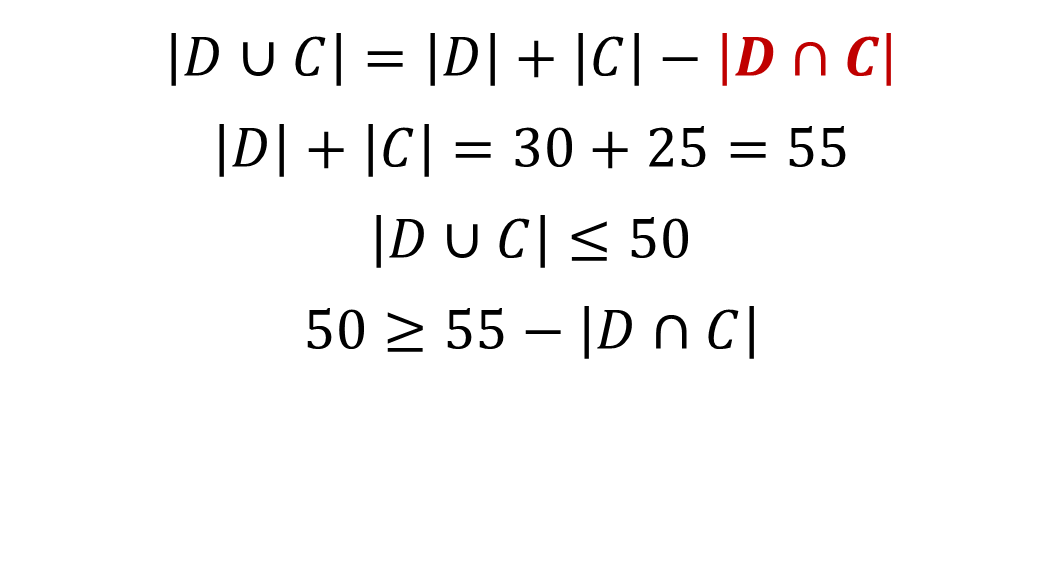 |D ∪ C| = |D| + |C| − |D ∩ C|
|D| + |C| = 30 + 25 = 55
|D ∪ C| ≤ 50
50 ≥ 55 − |D ∩ C|